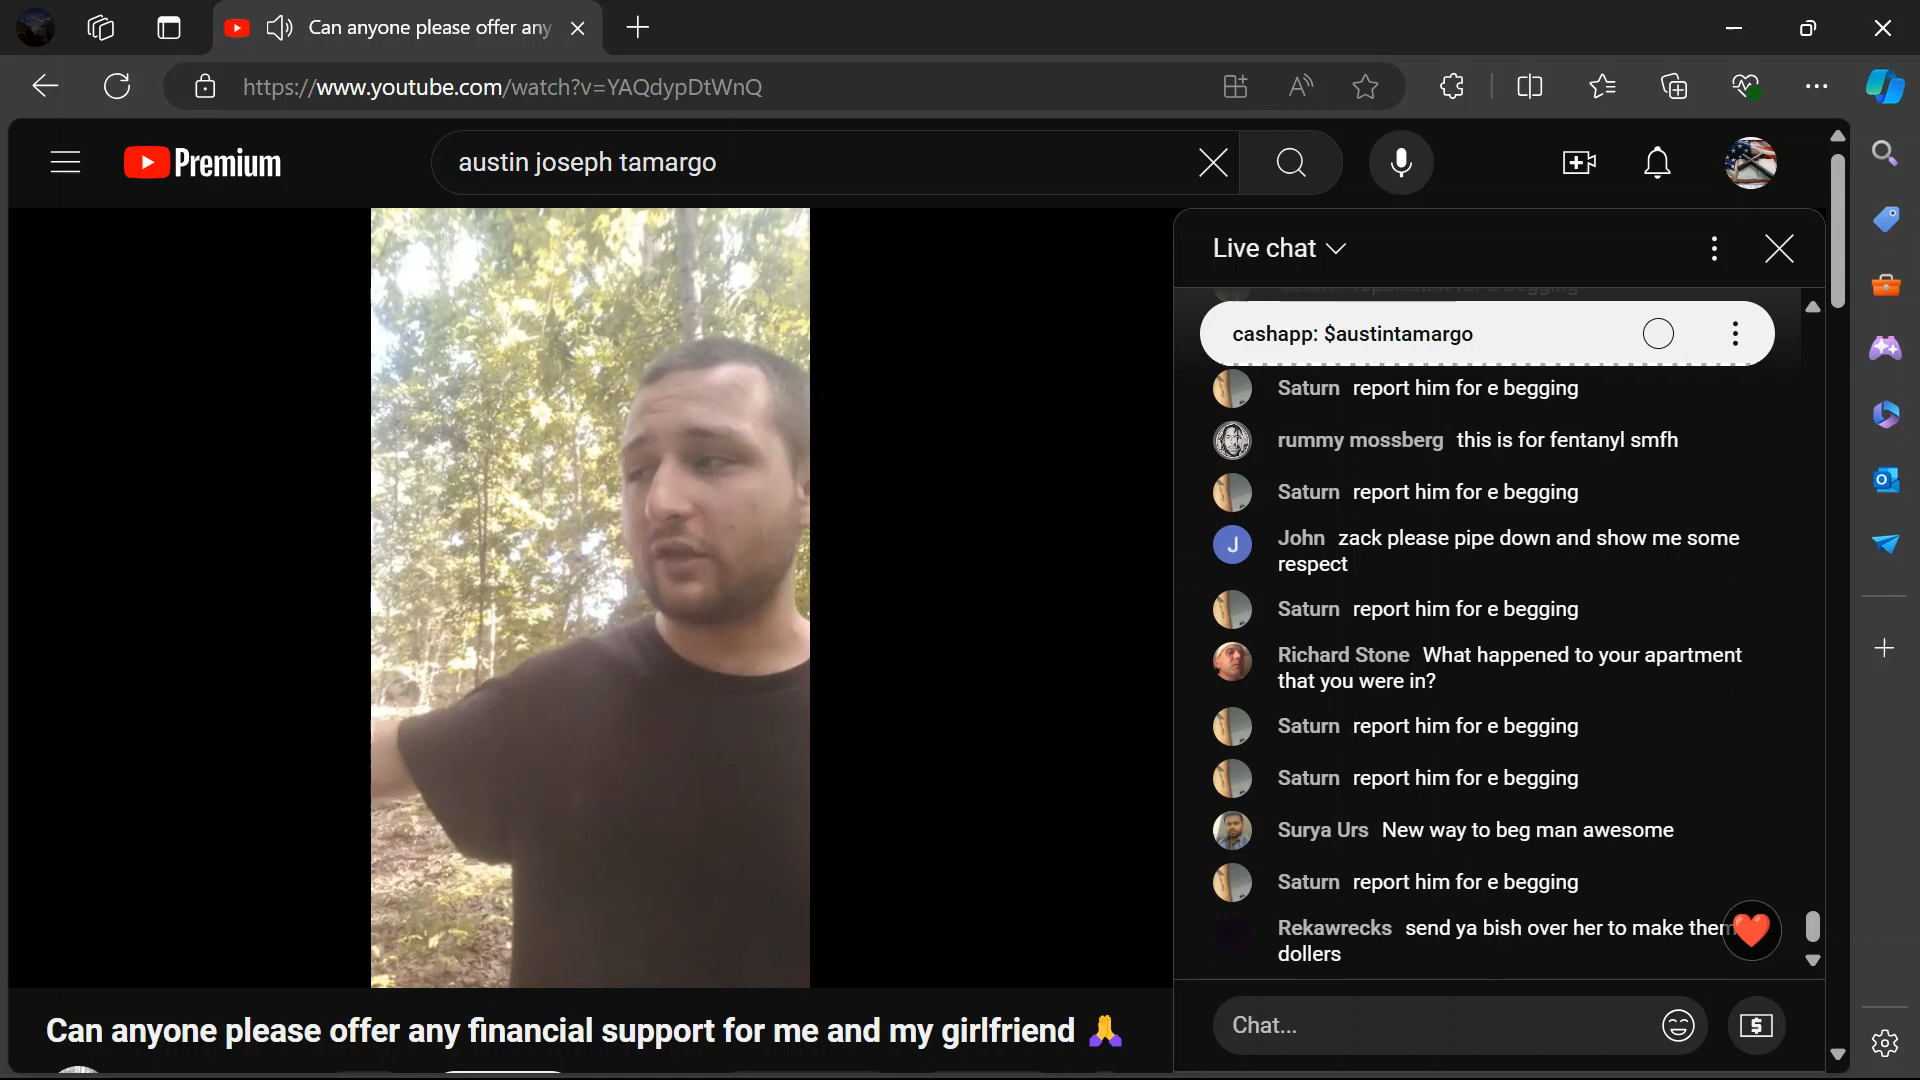 Can anyone please offer any
https://www.youtube.com/watch?v=YAQdypDtWnQ
Premium
austin joseph tamargo
Live chat
cashapp: $austintamargo
Saturn report him for e begging
rummy mossberg this is for fentanyl smfh
Saturn report him for e begging
John zack please pipe down and show me some
respect
Saturn report him for e begging
Richard Stone What happened to your apartment
that you were in?
Saturn report him for e begging
Saturn report him for e begging
Surya Urs New way to beg man awesome
Saturn report him for e begging
Rekawrecks send ya bish over her to make them
dollers
Chat...
Can anyone please offer any financial support for me and my girlfriend 🙏